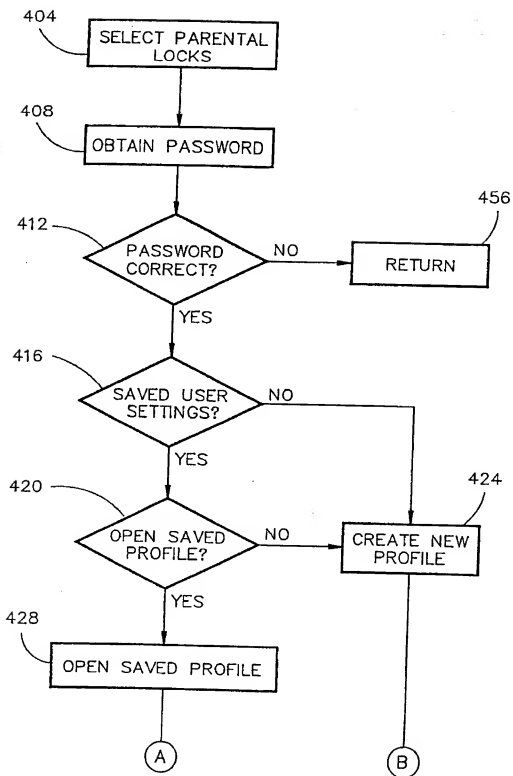 404
SELECT PARENTAL
LOCKS
408
OBTAIN PASSWORD
412
PASSWORD
CORRECT?
NO
456
RETURN
YES
416
SAVED USER
SETTINGS?
NO
YES
420
OPEN SAVED
PROFILE?
NO
424
CREATE NEW
PROFILE
YES
428
OPEN SAVED PROFILE
A
B